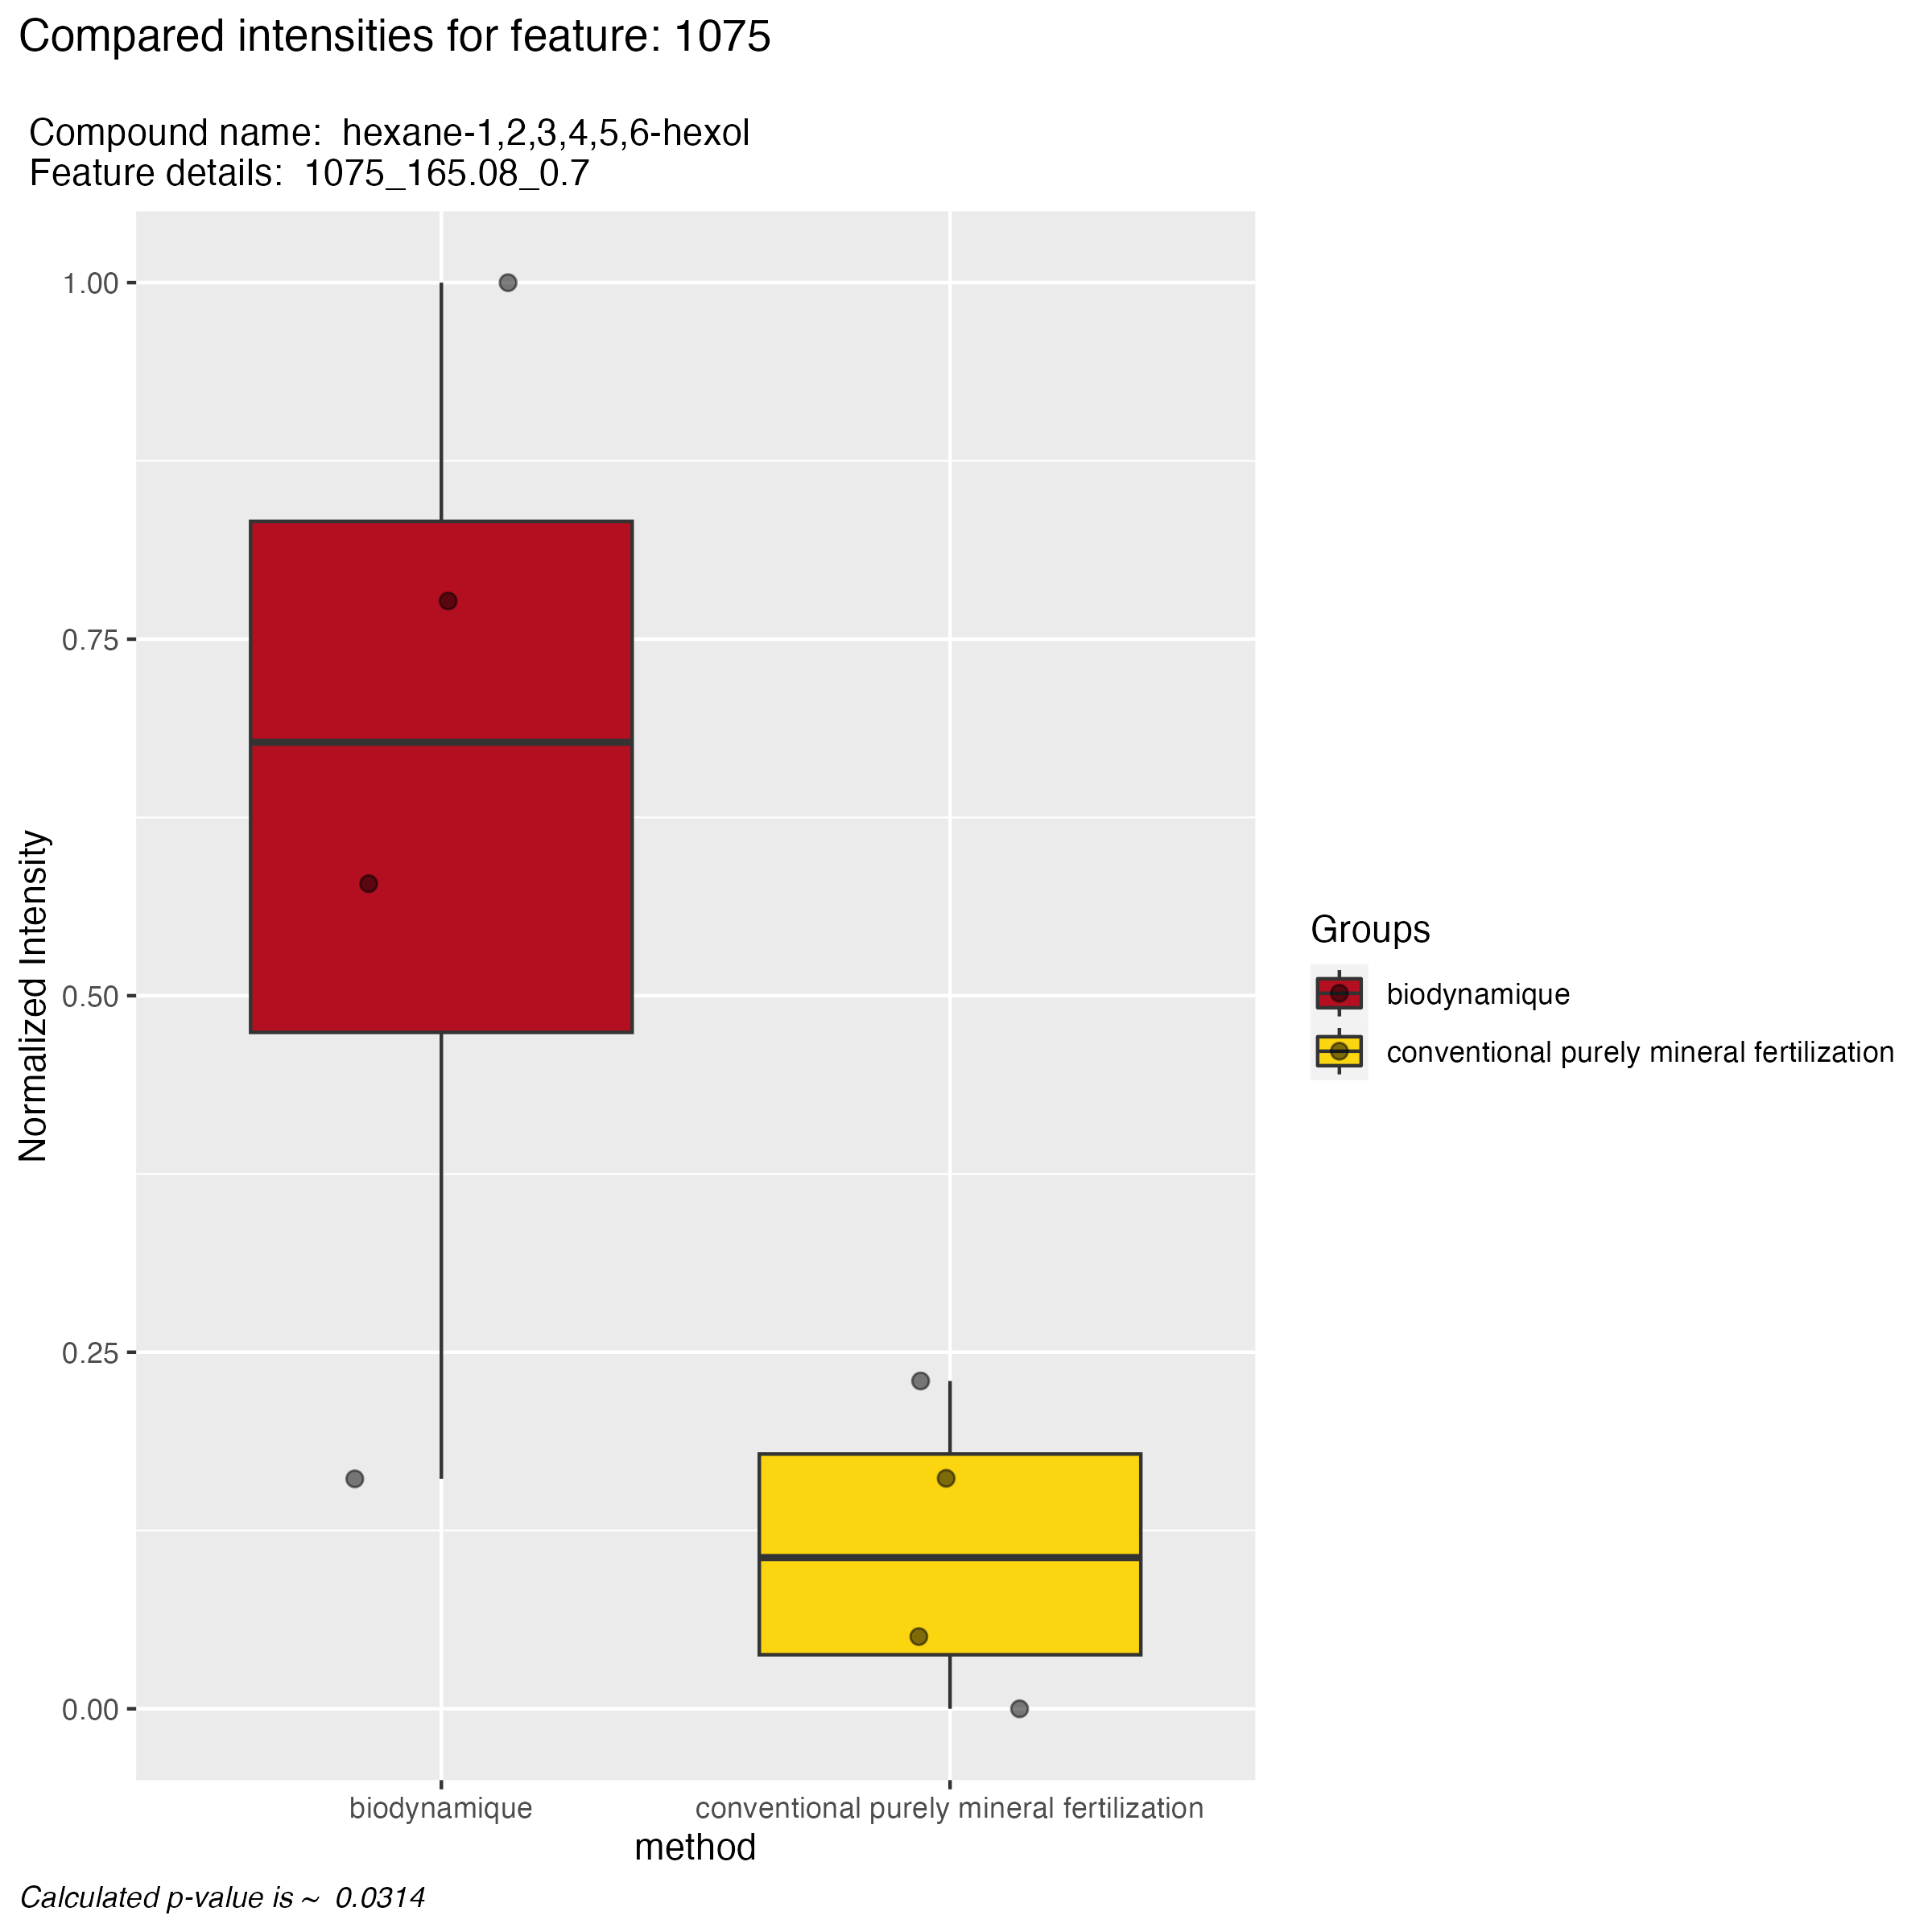 Compared intensities for feature: 1075
Compound name:  hexane-1,2,3,4,5,6-hexol
Feature details:  1075_165.08_0.7
1.00
0.75
0.50
0.25
0.00
Normalized Intensity
biodynamique
conventional purely mineral fertilization
method
Groups
biodynamique
conventional purely mineral fertilization
Calculated p-value is ~  0.0314